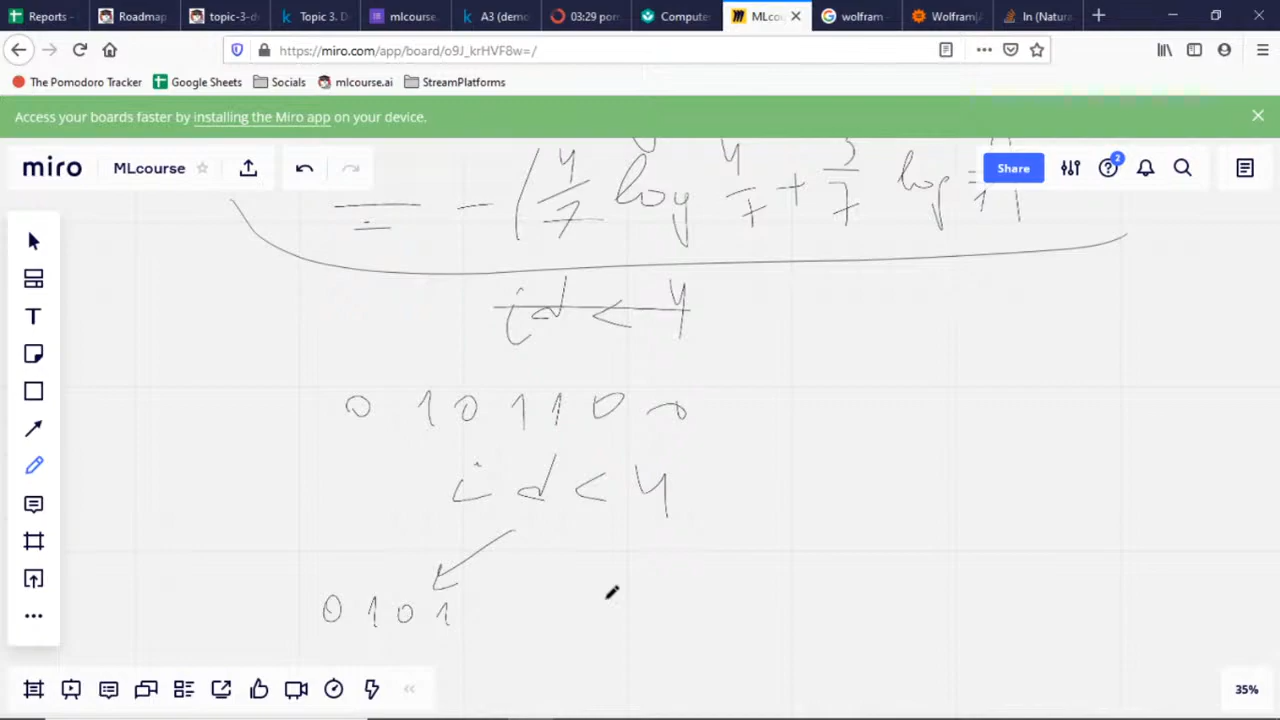 Reports -
Roadmap
topic-3-d
Topic 3. D
mlcourse.
A3 (demo
03:29 pom
Compute
MLcou
wolfram
Wolfram|
In (Natura
https://miro.com/app/board/o9J_krHVF8w=/
The Pomodoro Tracker Google Sheets Socials mlcourse.ai StreamPlatforms
Access your boards faster by installing the Miro app on your device.
miro MLcourse Share 2
= - ( 4/7 log 4/7 + 3/7 log
id < 4
0 1 0 1 1 0 0
id < 4
0 1 0 1
35%